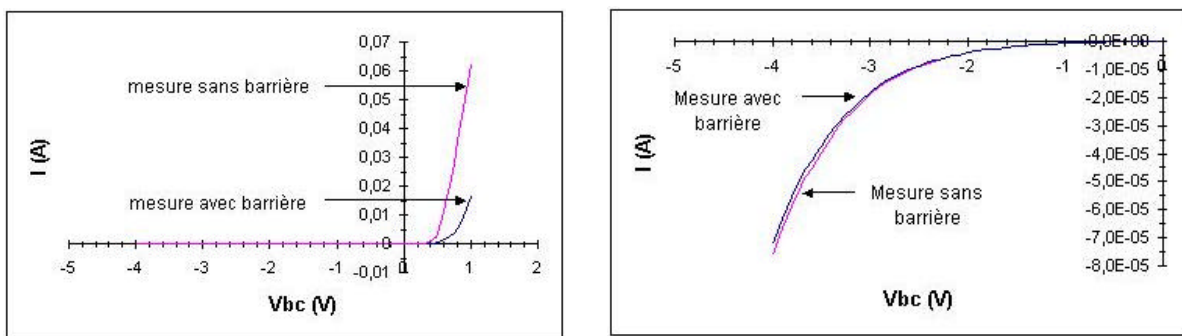 0,07
0,06
0,05
0,04
0,03
0,02
0,01
0
-0,01
mesure sans barrière
mesure avec barrière
I (A)
-5 -4 -3 -2 -1 0 1 2
Vbc (V)
-5 -4 -3 -2 -1 0
-0,0E+00
-1,0E-05
-2,0E-05
-3,0E-05
-4,0E-05
-5,0E-05
-6,0E-05
-7,0E-05
-8,0E-05
Mesure avec
barrière
I (A)
Mesure sans
barrière
Vbc (V)